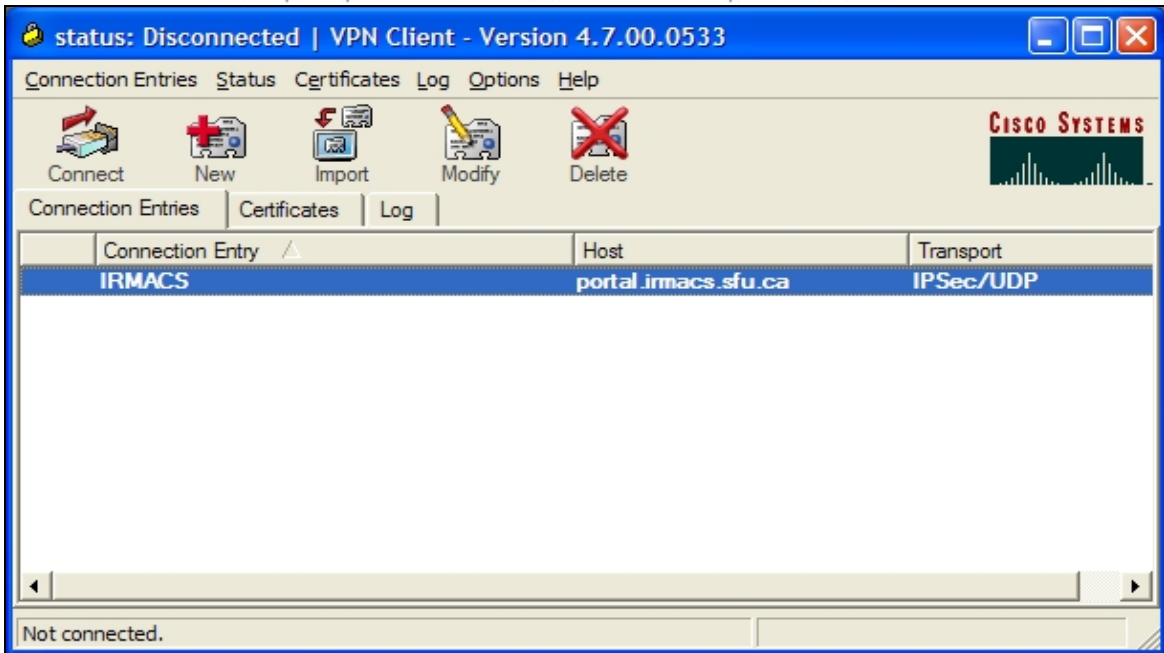 status: Disconnected | VPN Client - Version 4.7.00.0533
Connection Entries Status Certificates Log Options Help
Connect New Import Modify Delete
CISCO SYSTEMS
Connection Entries Certificates Log
Connection Entry Host Transport
IRMACS portal.irmacs.sfu.ca IPSec/UDP
Not connected.